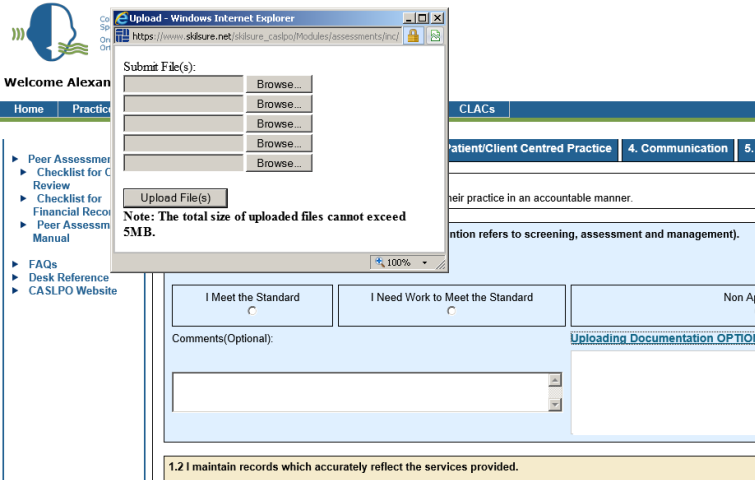 Upload - Windows Internet Explorer
https://www.skilsure.net/skilsure_caslpo/Modules/assessments/inc/
Submit File(s):
Browse...
Browse...
Browse...
Browse...
Browse...
Upload File(s)
Note: The total size of uploaded files cannot exceed
5MB.
100%
Welcome Alexan
Home Practic CLACs
Patient/Client Centred Practice 4. Communication 5.
Peer Assessmen
Checklist for C
Review
Checklist for
Financial Recor
Peer Assessm
Manual
FAQs
Desk Reference
CASLPO Website
heir practice in an accountable manner.
ntion refers to screening, assessment and management).
I Meet the Standard I Need Work to Meet the Standard Non Ap
Comments(Optional): Uploading Documentation OPTION
1.2 I maintain records which accurately reflect the services provided.